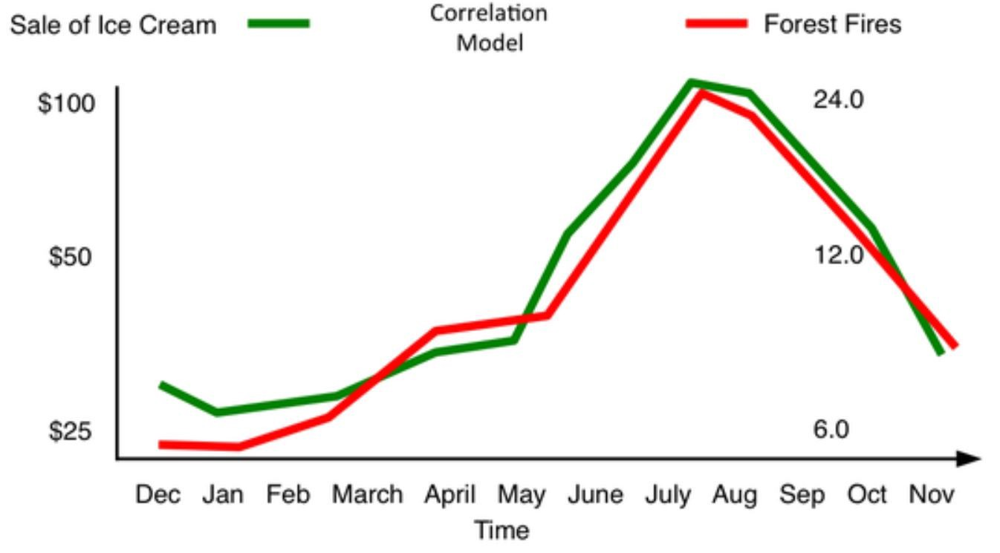 Sale of Ice Cream
Correlation
Model
Forest Fires
$100
24.0
$50
12.0
$25
6.0
Dec Jan Feb March April May June July Aug Sep Oct Nov
Time